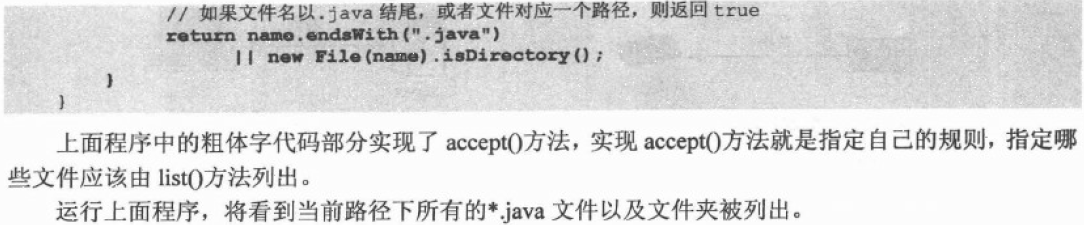 // 如果文件名以.java 结尾，或者文件对应一个路径，则返回 true
return name.endsWith(".java")
|| new File(name).isDirectory();
}
}
上面程序中的粗体字代码部分实现了 accept()方法，实现 accept()方法就是指定自己的规则，指定哪
些文件应该由 list()方法列出。
运行上面程序，将看到当前路径下所有的*.java 文件以及文件夹被列出。